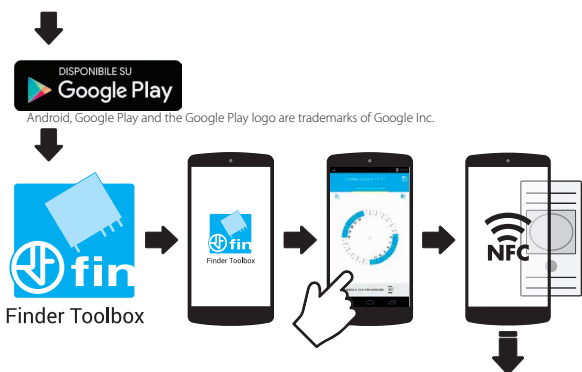 DISPONIBILE SU
Google Play
Android, Google Play and the Google Play logo are trademarks of Google Inc.
fin
Finder Toolbox
fin
Finder Toolbox
NFC